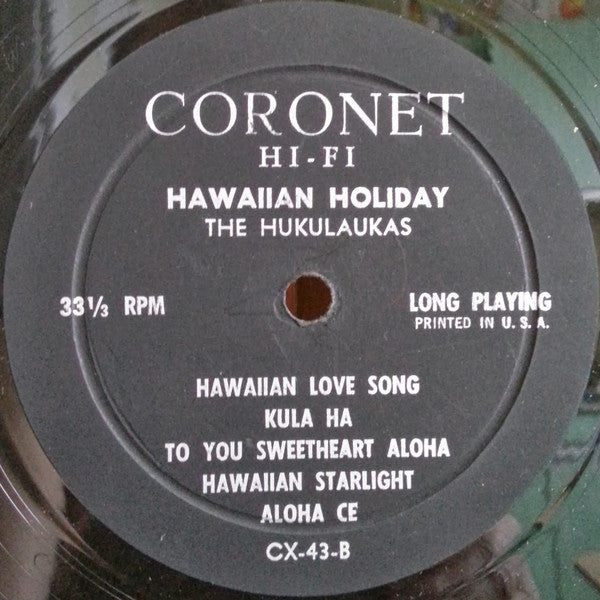 CORONET
HI-FI
HAWAIIAN HOLIDAY
THE HUKULAUKAS
33⅓ RPM
LONG PLAYING
PRINTED IN U. S. A.
HAWAIIAN LOVE SONG
KULA HA
TO YOU SWEETHEART ALOHA
HAWAIIAN STARLIGHT
ALOHA CE
CX-43-B